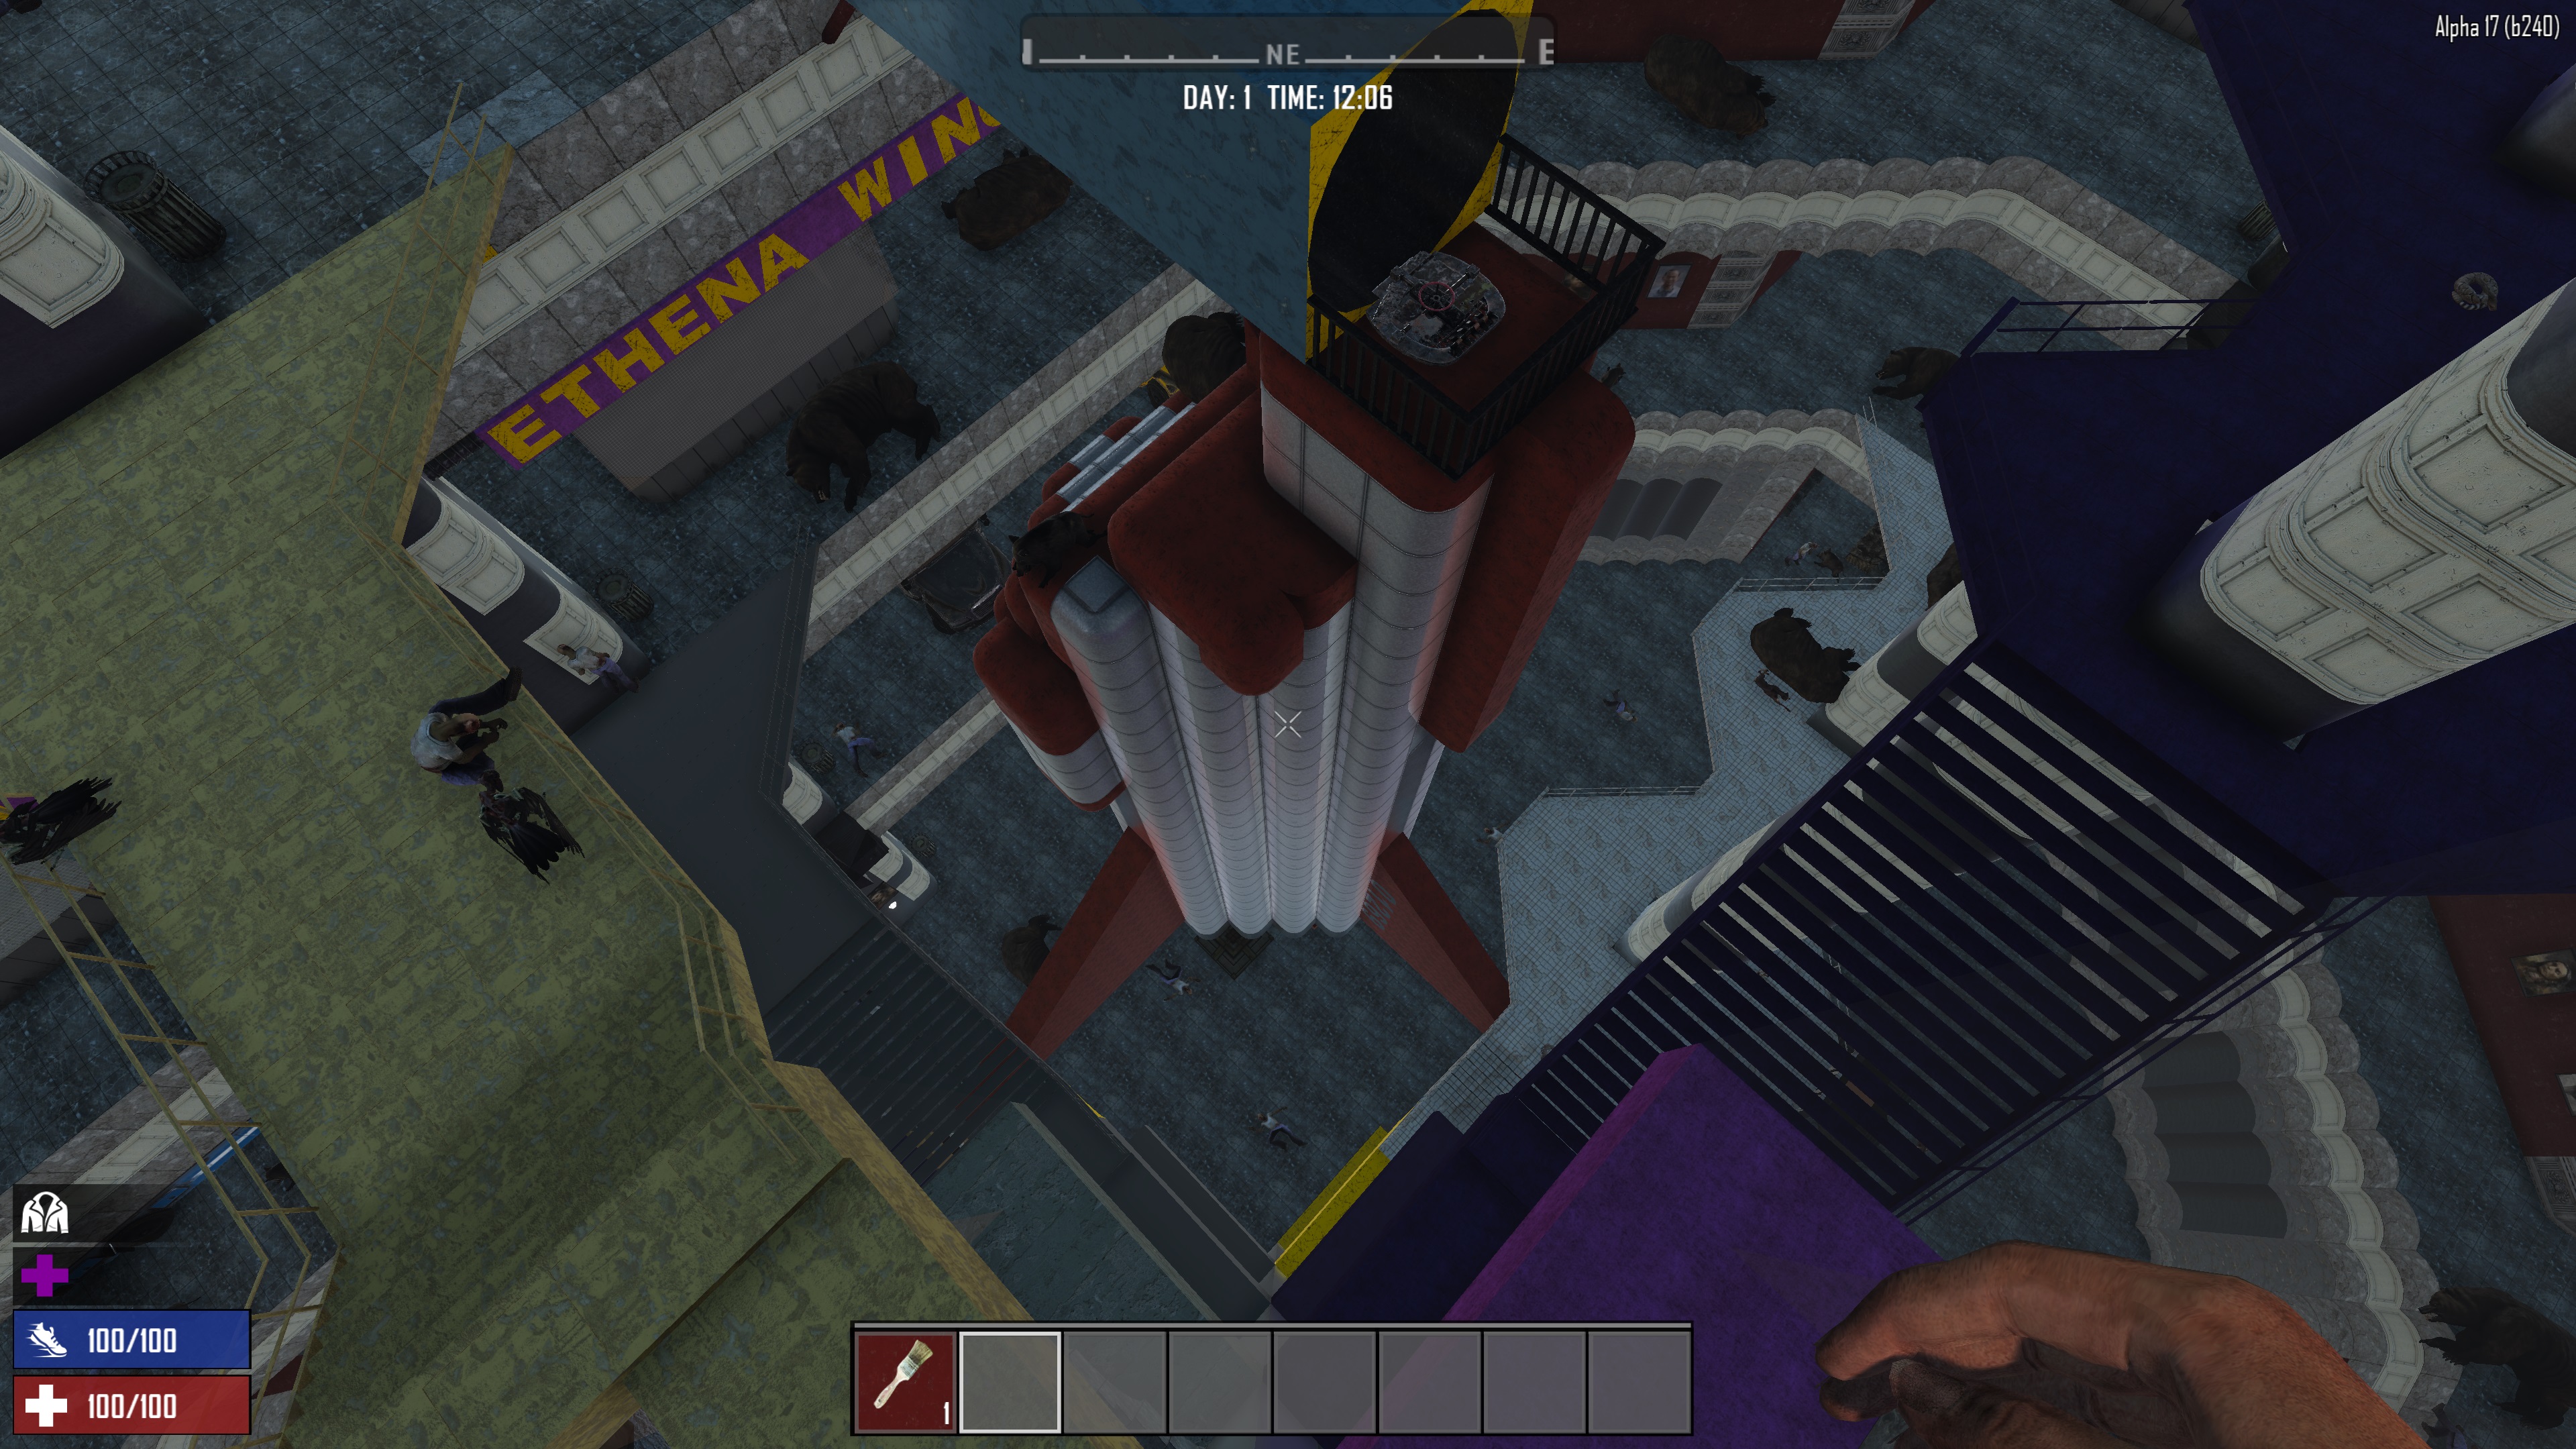 Alpha 17 (b240)
NE
E
DAY: 1 TIME: 12:06
ETHENA WIN
100/100
100/100
1